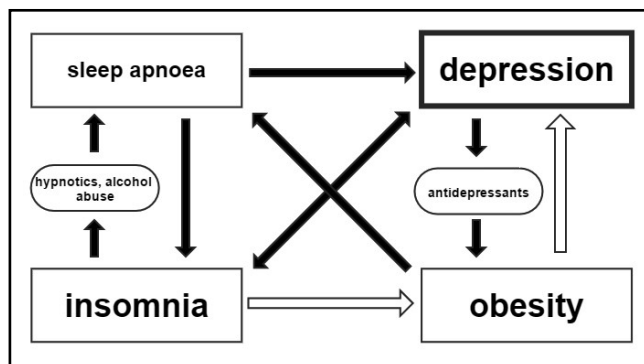 sleep apnoea
depression
hypnotics, alcohol
abuse
antidepressants
insomnia
obesity